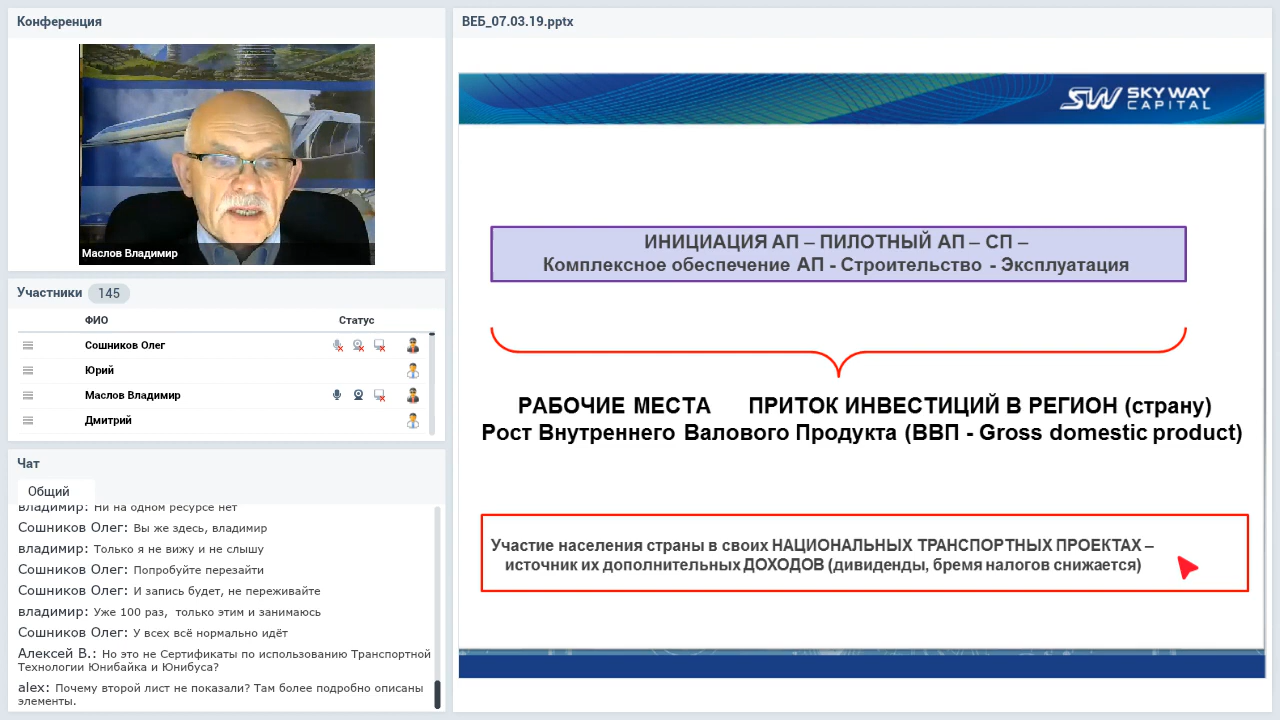 Конференция
Маслов Владимир
Участники 145
ФИО Статус
Сошников Олег
Юрий
Маслов Владимир
Дмитрий
Чат
Общий
владимир: Ни на одном ресурсе нет
Сошников Олег: Вы же здесь, владимир
владимир: Только я не вижу и не слышу
Сошников Олег: Попробуйте перезайти
Сошников Олег: И запись будет, не переживайте
владимир: Уже 100 раз, только этим и занимаюсь
Сошников Олег: У всех всё нормально идёт
Алексей В.: Но это не Сертификаты по использованию Транспортной
Технологии Юнибайка и Юнибуса?
alex: Почему второй лист не показали? Там более подробно описаны
элементы.
ВЕБ_07.03.19.pptx
SW SKY WAY
CAPITAL
ИНИЦИАЦИЯ АП – ПИЛОТНЫЙ АП – СП –
Комплексное обеспечение АП - Строительство - Эксплуатация
РАБОЧИЕ МЕСТА ПРИТОК ИНВЕСТИЦИЙ В РЕГИОН (страну)
Рост Внутреннего Валового Продукта (ВВП - Gross domestic product)
Участие населения страны в своих НАЦИОНАЛЬНЫХ ТРАНСПОРТНЫХ ПРОЕКТАХ –
источник их дополнительных ДОХОДОВ (дивиденды, бремя налогов снижается)